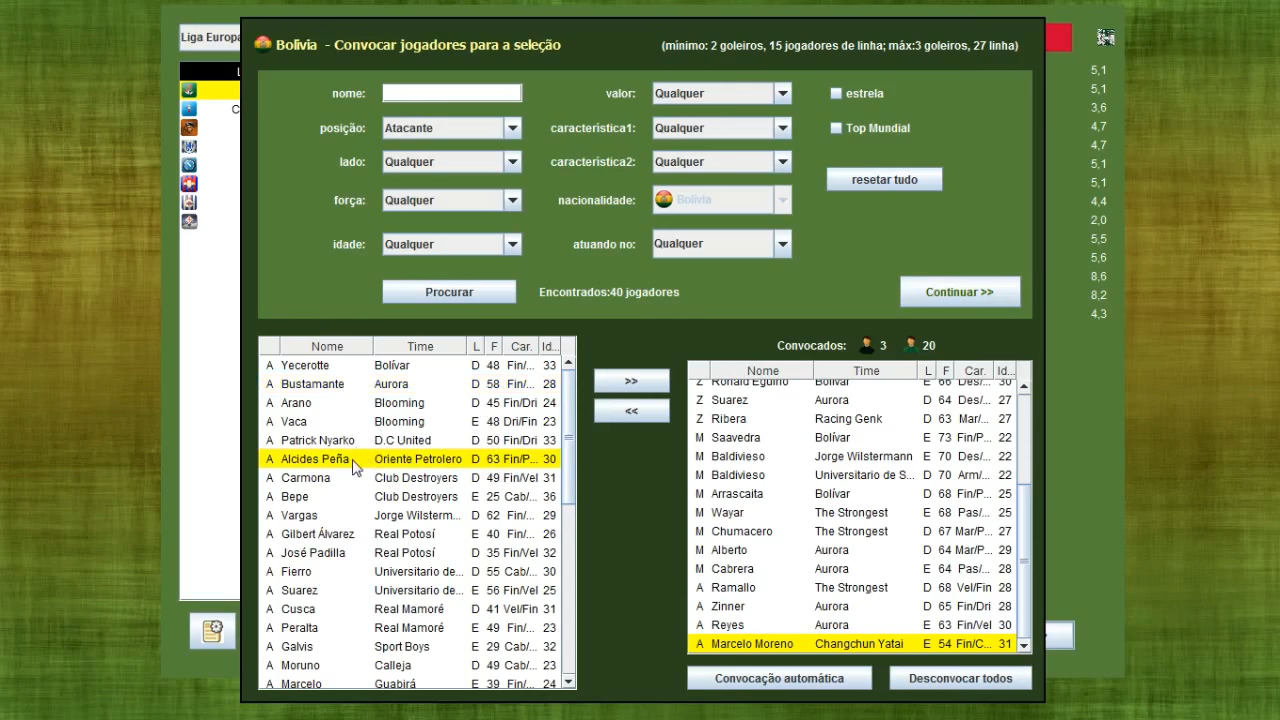 Liga Europa
Bolívia - Convocar jogadores para a seleção
(mínimo: 2 goleiros, 15 jogadores de linha; máx:3 goleiros, 27 linha)
nome:
valor: Qualquer
estrela
posição: Atacante
característica1: Qualquer
Top Mundial
lado: Qualquer
característica2: Qualquer
resetar tudo
força: Qualquer
nacionalidade: Bolívia
idade: Qualquer
atuando no: Qualquer
Procurar
Encontrados:40 jogadores
Continuar >>
Nome Time L F Car. Id...
A Yecerotte Bolívar D 48 Fin/... 33
A Bustamante Aurora D 58 Fin/... 28
A Arano Blooming D 45 Fin/Dri 24
A Vaca Blooming E 48 Dri/Fin 23
A Patrick Nyarko D.C United D 50 Fin/Dri 33
A Alcides Peña Oriente Petrolero D 63 Fin/P... 30
A Carmona Club Destroyers D 49 Fin/Vel 31
A Bepe Club Destroyers E 25 Cab/... 36
A Vargas Jorge Wilsterm... D 62 Fin/... 29
A Gilbert Álvarez Real Potosí E 40 Fin/... 26
A José Padilla Real Potosí D 35 Fin/Vel 32
A Fierro Universitario de... D 55 Cab/... 30
A Suarez Universitario de... E 56 Fin/Vel 25
A Cusca Real Mamoré D 41 Vel/Fin 31
A Peralta Real Mamoré E 49 Fin/... 23
A Galvis Sport Boys E 29 Cab/... 32
A Moruno Calleja D 49 Cab/... 23
A Marcelo Guabirá E 39 Fin/... 24
>>
<<
Convocados: 3 20
Nome Time L F Car. Id...
Z Ronald Eguino Bolívar E 66 Des/... 30
Z Suarez Aurora D 64 Des/... 27
Z Ribera Racing Genk D 63 Mar/... 27
M Saavedra Bolívar E 73 Fin/P... 22
M Baldivieso Jorge Wilstermann E 70 Des/... 22
M Baldivieso Universitario de S... D 70 Arm/... 22
M Arrascaita Bolívar D 68 Fin/P... 25
M Wayar The Strongest E 68 Pas/... 25
M Chumacero The Strongest D 67 Mar/P... 27
M Alberto Aurora D 64 Mar/P... 29
M Cabrera Aurora E 64 Pas/... 28
A Ramallo The Strongest D 68 Vel/Fin 28
A Zinner Aurora D 65 Fin/Dri 28
A Reyes Aurora E 63 Fin/Vel 30
A Marcelo Moreno Changchun Yatai E 54 Fin/C... 31
Convocação automática
Desconvocar todos
5,1
5,1
3,6
4,7
4,7
5,1
5,1
4,4
2,0
5,5
5,6
8,6
8,2
4,3